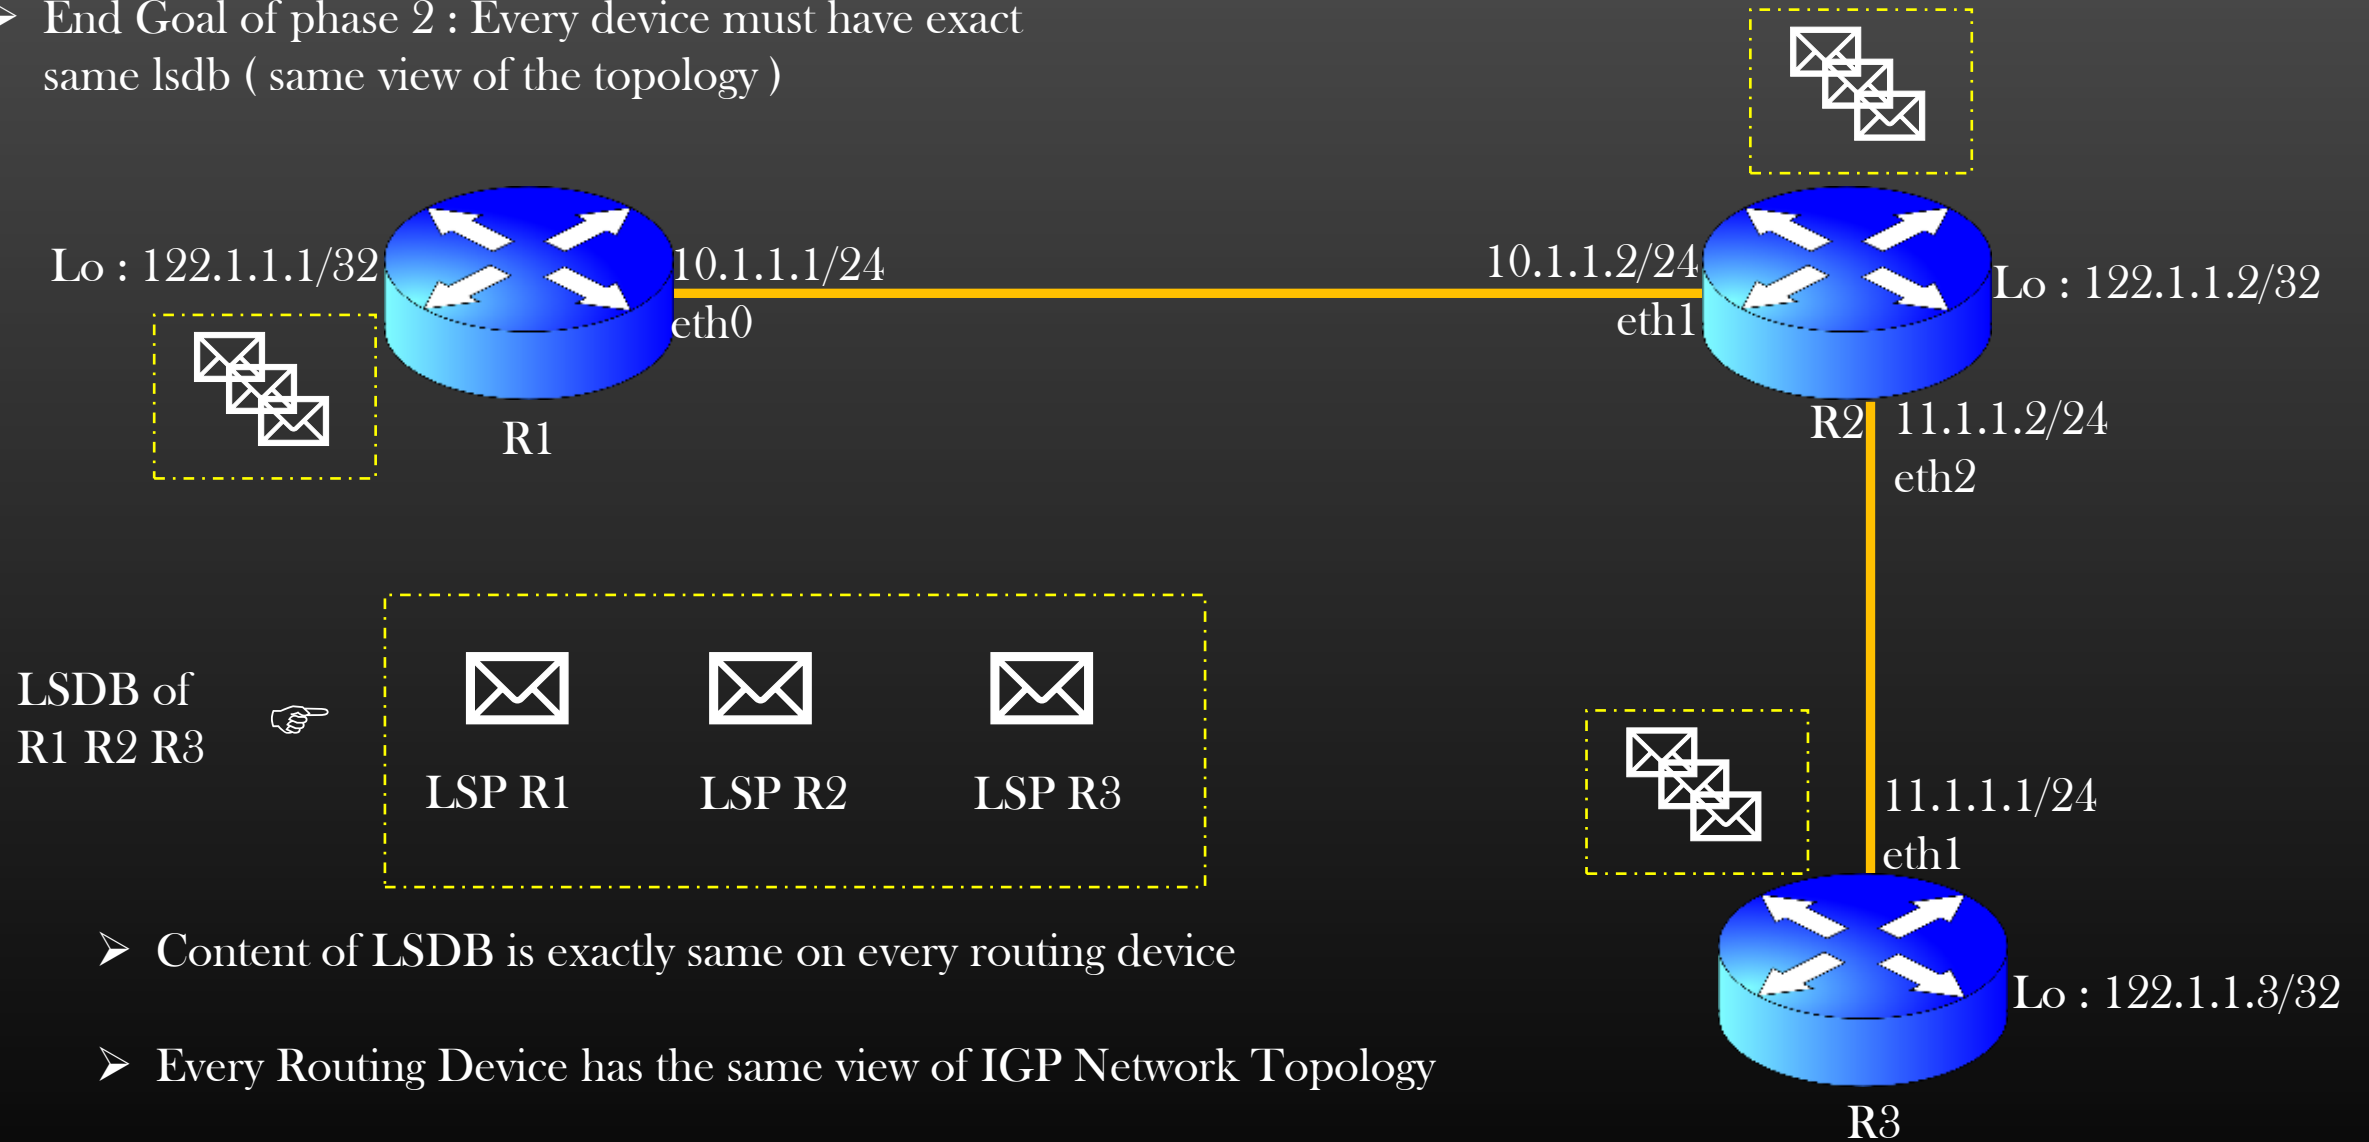 End Goal of phase 2 : Every device must have exact
same lsdb ( same view of the topology )
Lo : 122.1.1.1/32
10.1.1.1/24
eth0
R1
10.1.1.2/24
eth1
Lo : 122.1.1.2/32
R2
11.1.1.2/24
eth2
LSDB of
R1 R2 R3
LSP R1
LSP R2
LSP R3
11.1.1.1/24
eth1
Lo : 122.1.1.3/32
R3
Content of LSDB is exactly same on every routing device
Every Routing Device has the same view of IGP Network Topology